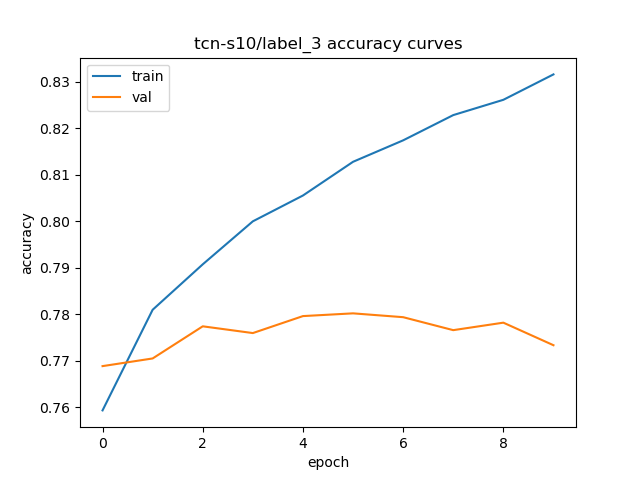 tcn-s10/label_3 accuracy curves
train
val
0.83
0.82
0.81
0.80
0.79
0.78
0.77
0.76
accuracy
0 2 4 6 8
epoch